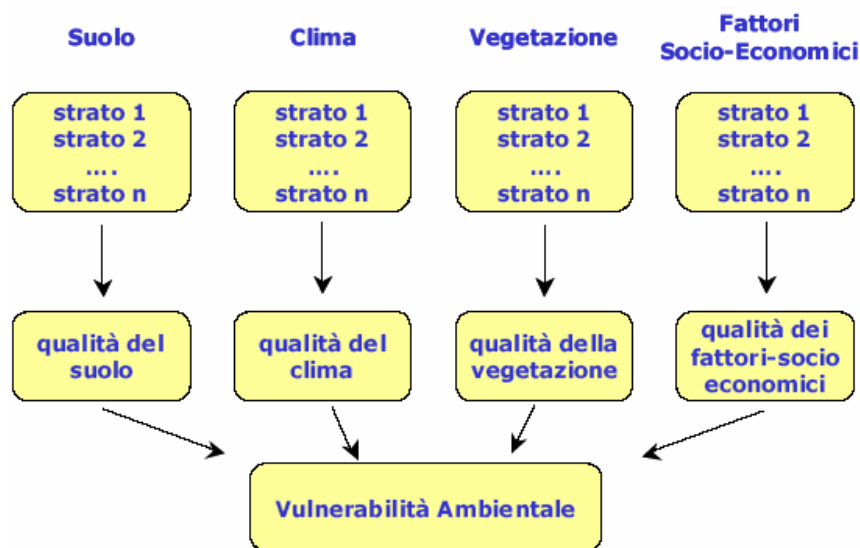 Suolo
Clima
Vegetazione
Fattori
Socio-Economici
strato 1
strato 2
....
strato n
strato 1
strato 2
....
strato n
strato 1
strato 2
....
strato n
strato 1
strato 2
....
strato n
qualità del
suolo
qualità del
clima
qualità della
vegetazione
qualità dei
fattori-socio
economici
Vulnerabilità Ambientale